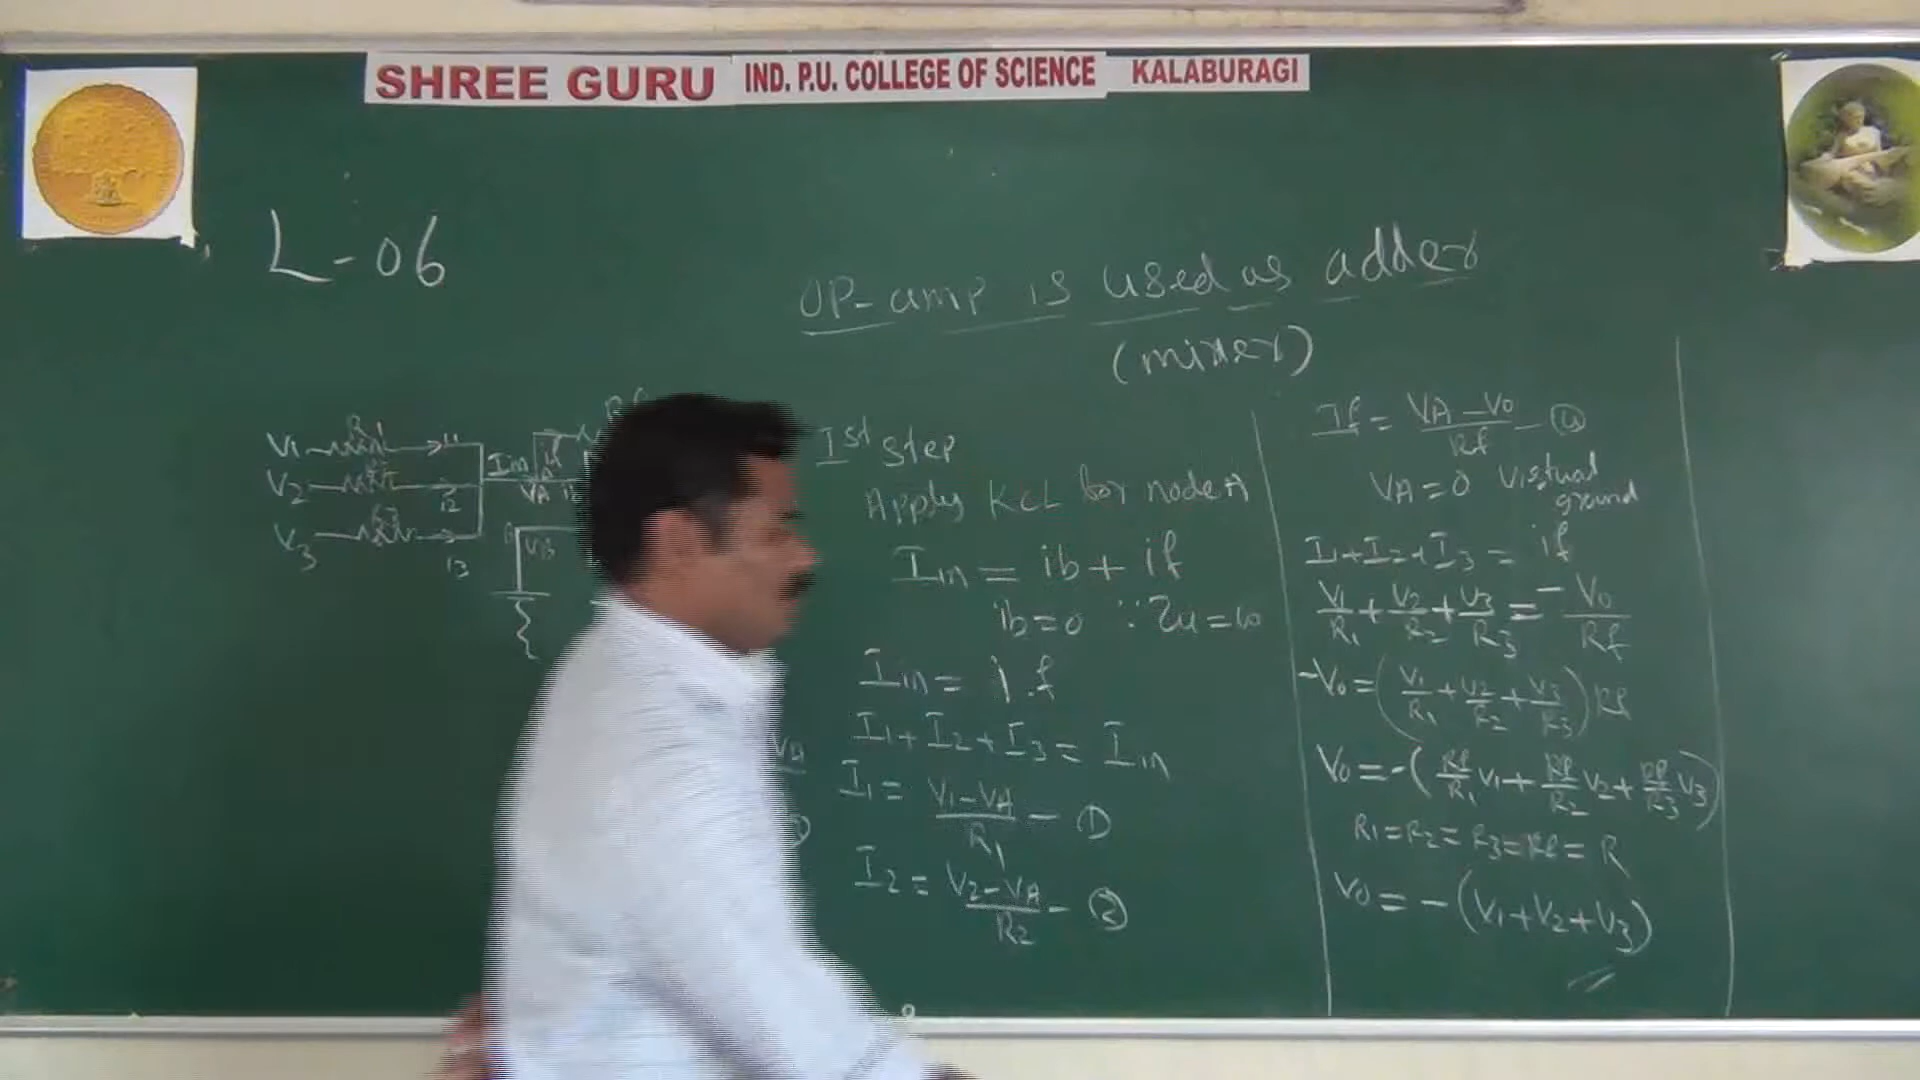 SHREE GURU IND. P.U. COLLEGE OF SCIENCE KALABURAGI
L-06
OP-amp is used as adder
(mixer)
V1 R1 I1
V2 I2
V3 I3
Iin if
VA ib
VB
Rf
Ist step
Apply KCL for node A
Iin = ib + if
ib = 0 ∵ Zu = ∞
Iin = i.f
I1 + I2 + I3 = Iin
VA
I1 = V1-VA/R1 - ①
I2 = V2-VA/R2 - ②
If = VA-V0/Rf - ④
VA = 0 Virtual
ground
I1+I2+I3 = if
V1/R1 + V2/R2 + V3/R3 = -V0/Rf
-V0 = (V1/R1 + V2/R2 + V3/R3) Rf
V0 = -(Rf/R1 V1 + Rf/R2 V2 + Rf/R3 V3)
R1=R2=R3=Rf=R
V0 = -(V1+V2+V3)